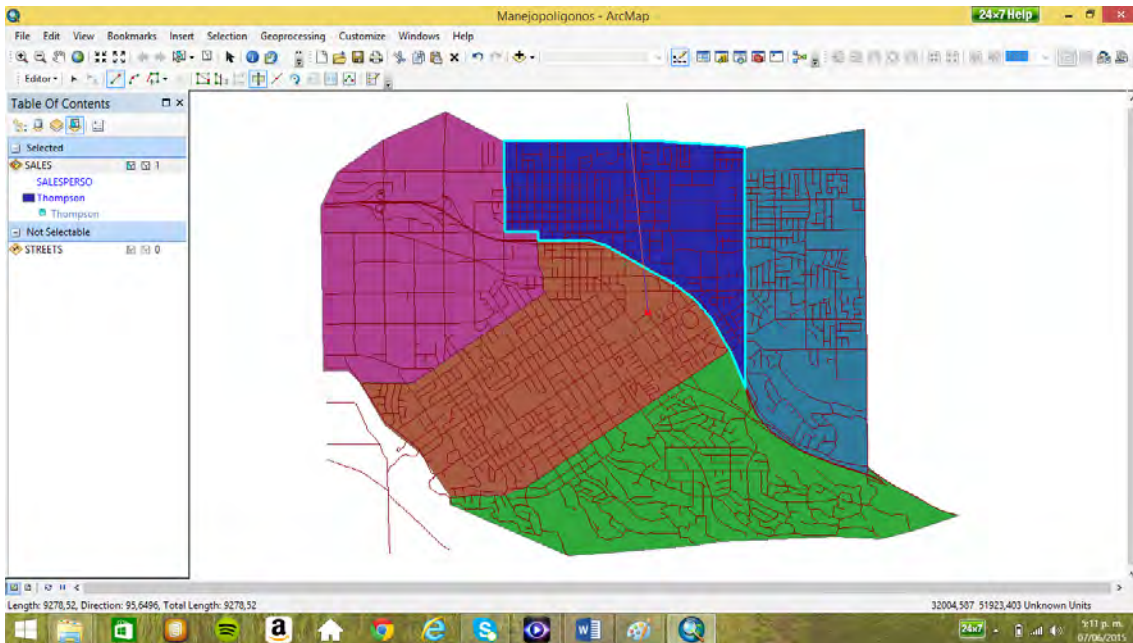 Manejopoligonos - ArcMap
24x7 Help
File Edit View Bookmarks Insert Selection Geoprocessing Customize Windows Help
Editor
Table Of Contents
Selected
SALES 1
SALESPERSO
Thompson
Thompson
Not Selectable
STREETS 0
Length: 9278,52, Direction: 95,6496, Total Length: 9278,52
32004,587 51923,403 Unknown Units
24x7
5:11 p. m.
07/06/2015